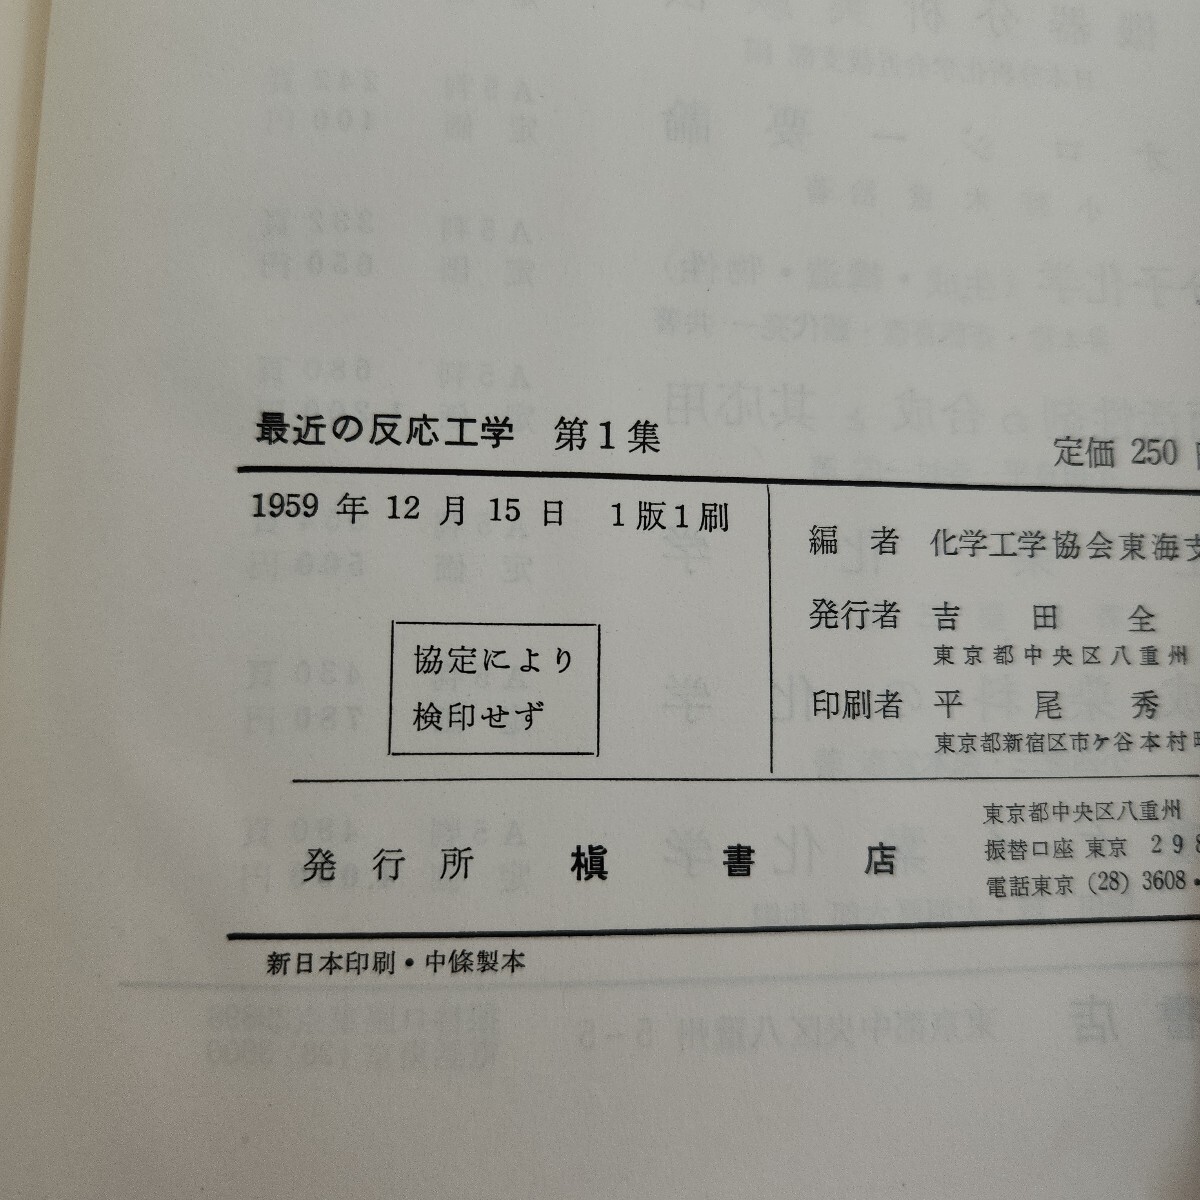 最近の反応工学 第1集
定価 250
1959 年 12 月 15 日 1版1刷
協定により
検印せず
編者 化学工学協会東海支
発行者 吉田全
東京都中央区八重州
印刷者 平尾秀
東京都新宿区市ケ谷本村町
発行所 槇書店
東京都中央区八重州
振替口座 東京 298
電話東京 (28) 3608・
新日本印刷・中條製本